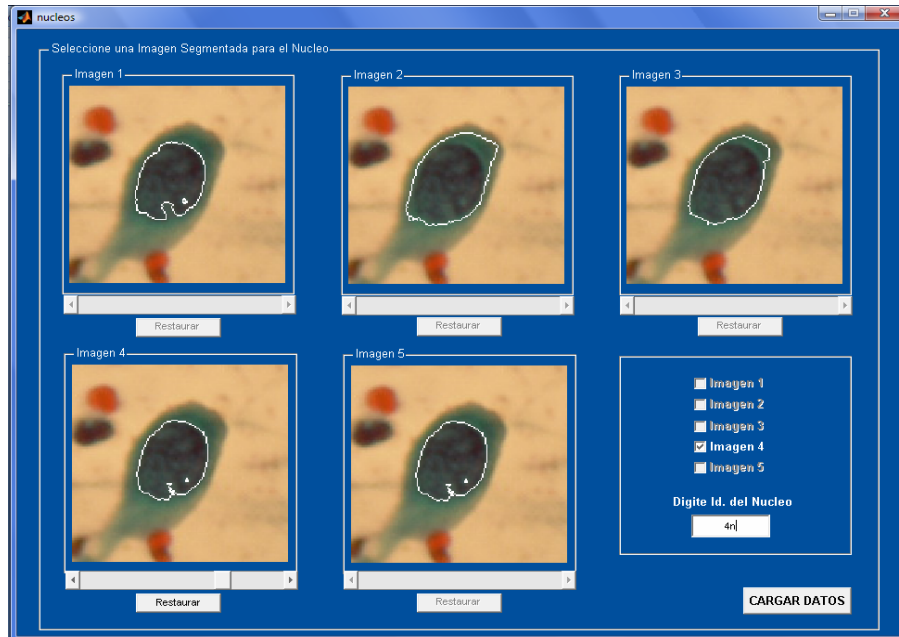 nucleos
Seleccione una Imagen Segmentada para el Nucleo
Imagen 1
Imagen 2
Imagen 3
Restaurar
Restaurar
Restaurar
Imagen 4
Imagen 5
Restaurar
Restaurar
Imagen 1
Imagen 2
Imagen 3
Imagen 4
Imagen 5
Digite Id. del Nucleo
4n
CARGAR DATOS